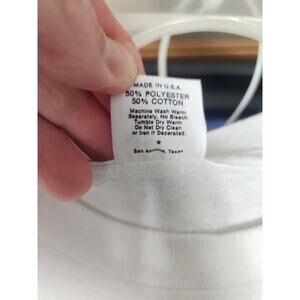 MADE IN U.S.A.
50% POLYESTER
50% COTTON
Machine Wash Warm
Separately, No Bleach.
Tumble Dry Warm
Do Not Dry Clean
or Iron if Decorated.
★
San Antonio, Texas